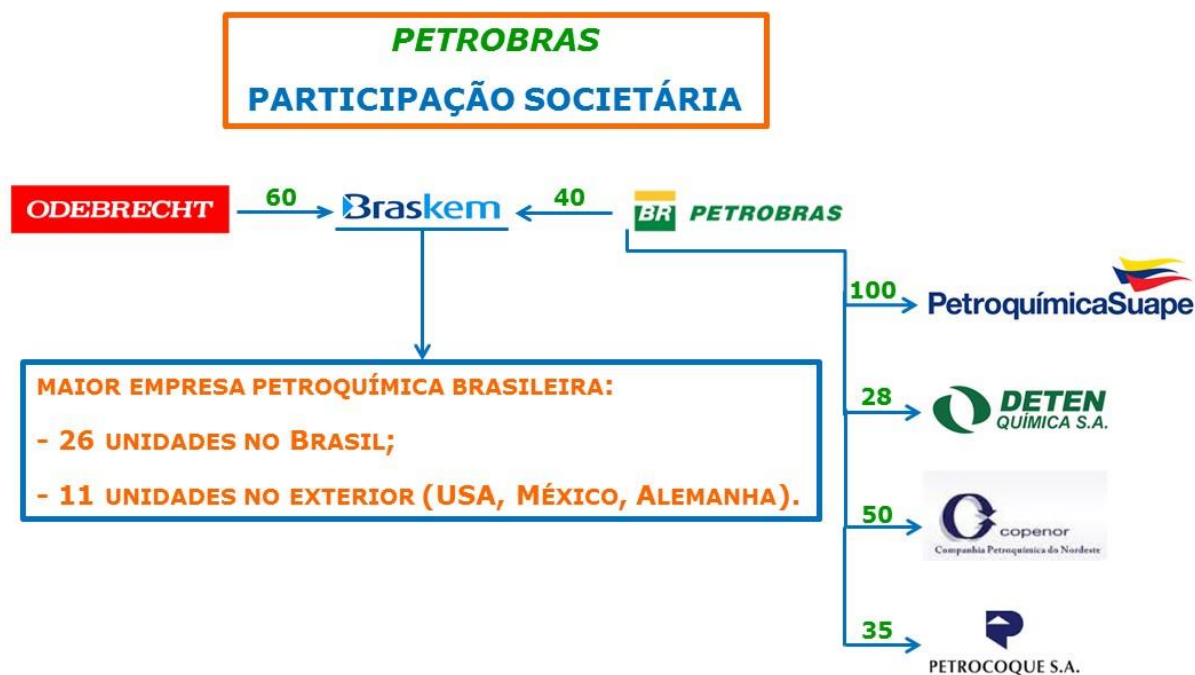 PETROBRAS
PARTICIPAÇÃO SOCIETÁRIA
ODEBRECHT
60
Braskem
40
BR PETROBRAS
100
PetroquímicaSuape
MAIOR EMPRESA PETROQUÍMICA BRASILEIRA:
- 26 UNIDADES NO BRASIL;
- 11 UNIDADES NO EXTERIOR (USA, MÉXICO, ALEMANHA).
28
DETEN
QUÍMICA S.A.
50
copenor
Companhia Petroquímica do Nordeste
35
PETROCOQUE S.A.